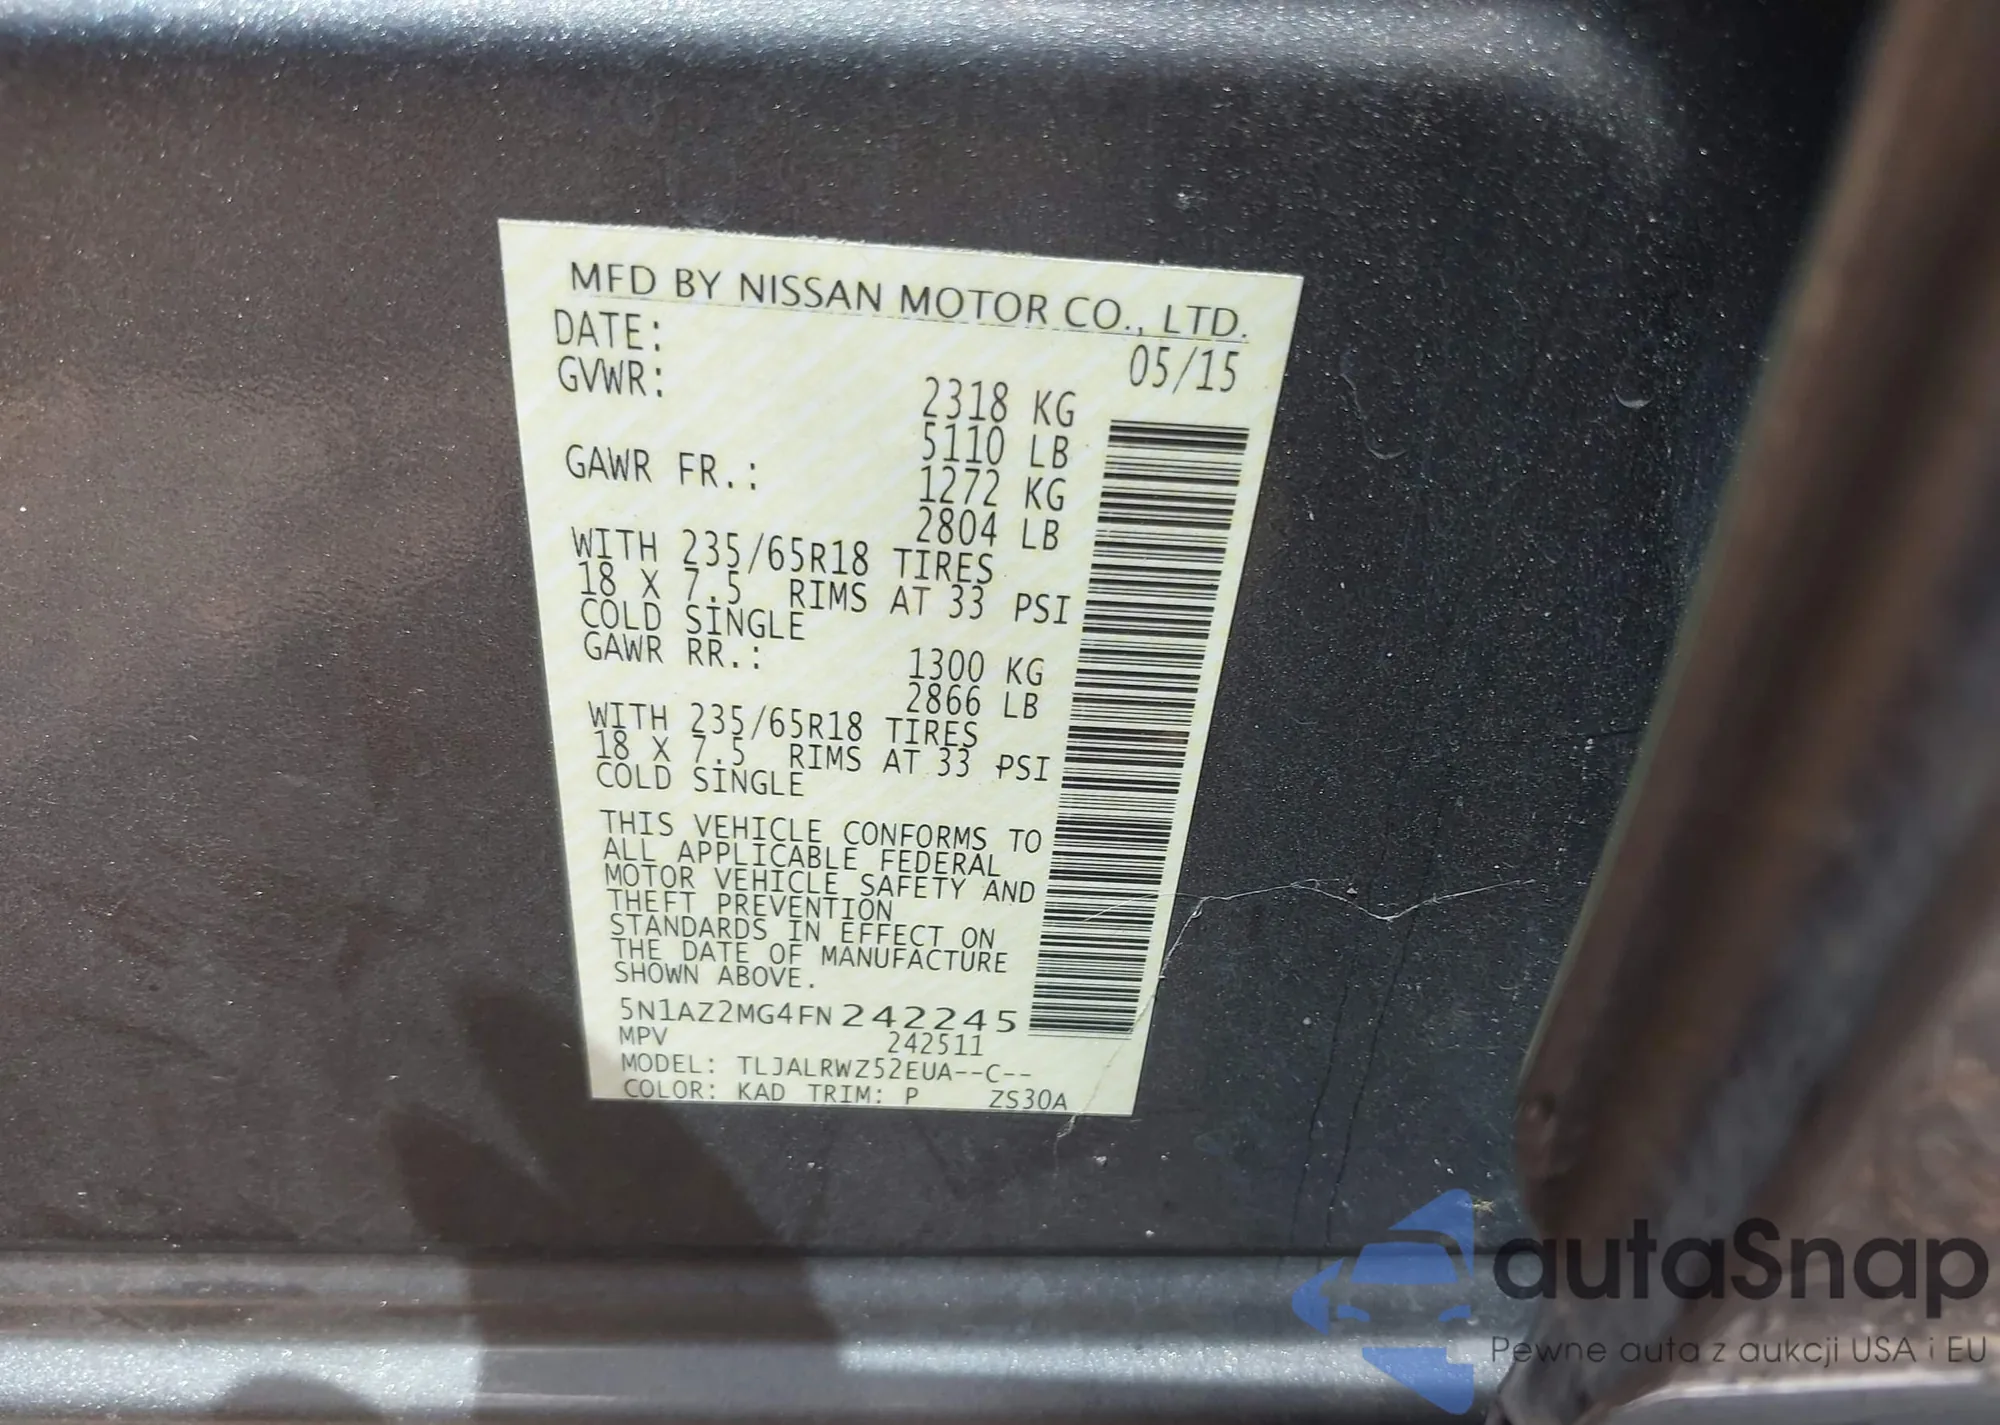 MFD BY NISSAN MOTOR CO., LTD.
DATE: 05/15
GVWR: 2318 KG
5110 LB
GAWR FR.: 1272 KG
2804 LB
WITH 235/65R18 TIRES
18 X 7.5 RIMS AT 33 PSI
COLD SINGLE
GAWR RR.: 1300 KG
2866 LB
WITH 235/65R18 TIRES
18 X 7.5 RIMS AT 33 PSI
COLD SINGLE
THIS VEHICLE CONFORMS TO
ALL APPLICABLE FEDERAL
MOTOR VEHICLE SAFETY AND
THEFT PREVENTION
STANDARDS IN EFFECT ON
THE DATE OF MANUFACTURE
SHOWN ABOVE.
5N1AZ2MG4FN242245
MPV 242511
MODEL: TLJALRWZ52EUA--C--
COLOR: KAD TRIM: P ZS30A
autaSnap
Pewne auta z aukcji USA i EU